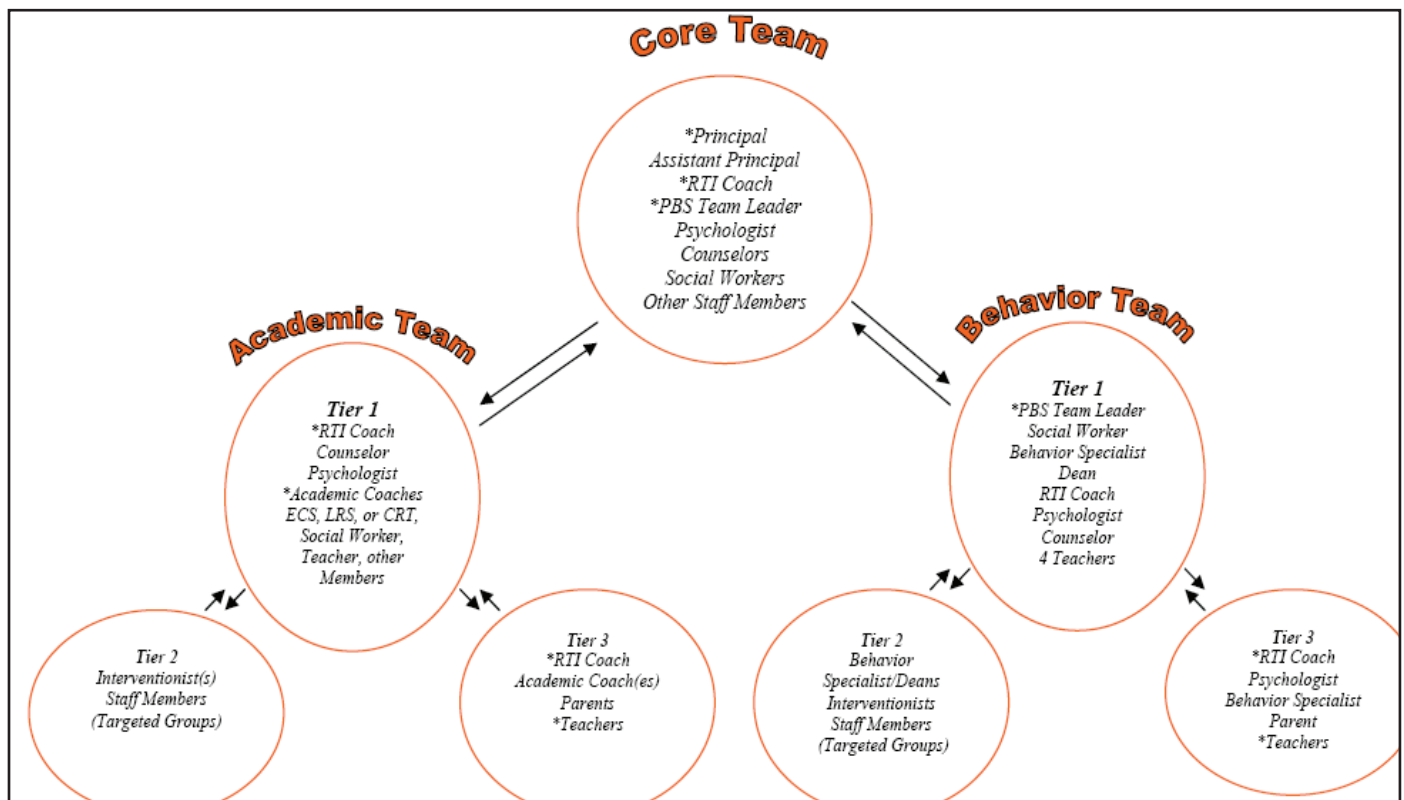 Core Team
*Principal
Assistant Principal
*RTI Coach
*PBS Team Leader
Psychologist
Counselors
Social Workers
Other Staff Members
Academic Team
Tier 1
*RTI Coach
Counselor
Psychologist
*Academic Coaches
ECS, LRS, or CRT,
Social Worker,
Teacher, other
Members
Behavior Team
Tier 1
*PBS Team Leader
Social Worker
Behavior Specialist
Dean
RTI Coach
Psychologist
Counselor
4 Teachers
Tier 2
Interventionist(s)
Staff Members
(Targeted Groups)
Tier 3
*RTI Coach
Academic Coach(es)
Parents
*Teachers
Tier 2
Behavior
Specialist/Deans
Interventionists
Staff Members
(Targeted Groups)
Tier 3
*RTI Coach
Psychologist
Behavior Specialist
Parent
*Teachers